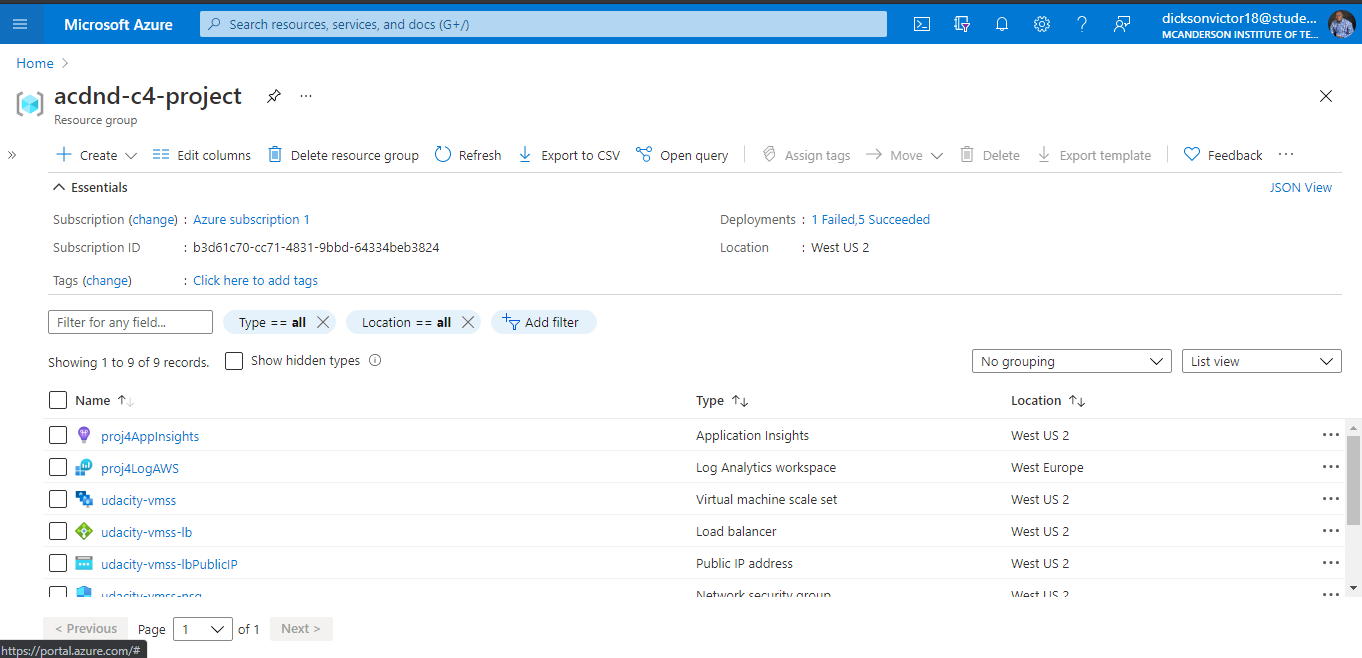 Microsoft Azure
Search resources, services, and docs (G+/)
dicksonvictor18@stude...
MCANDERSON INSTITUTE OF TE...
Home >
acdnd-c4-project
...
Resource group
Create
Edit columns
Delete resource group
Refresh
Export to CSV
Open query
Assign tags
Move
Delete
Export template
Feedback
...
Essentials
JSON View
Subscription (change) : Azure subscription 1
Deployments : 1 Failed,5 Succeeded
Subscription ID : b3d61c70-cc71-4831-9bbd-64334beb3824
Location : West US 2
Tags (change) : Click here to add tags
Filter for any field...
Type == all
Location == all
Add filter
Showing 1 to 9 of 9 records.
Show hidden types
No grouping
List view
Name Type Location
proj4AppInsights Application Insights West US 2
proj4LogAWS Log Analytics workspace West Europe
udacity-vmss Virtual machine scale set West US 2
udacity-vmss-lb Load balancer West US 2
udacity-vmss-lbPublicIP Public IP address West US 2
udacity-vmss-nsg Network security group West US 2
< Previous Page 1 of 1 Next >
https://portal.azure.com/#